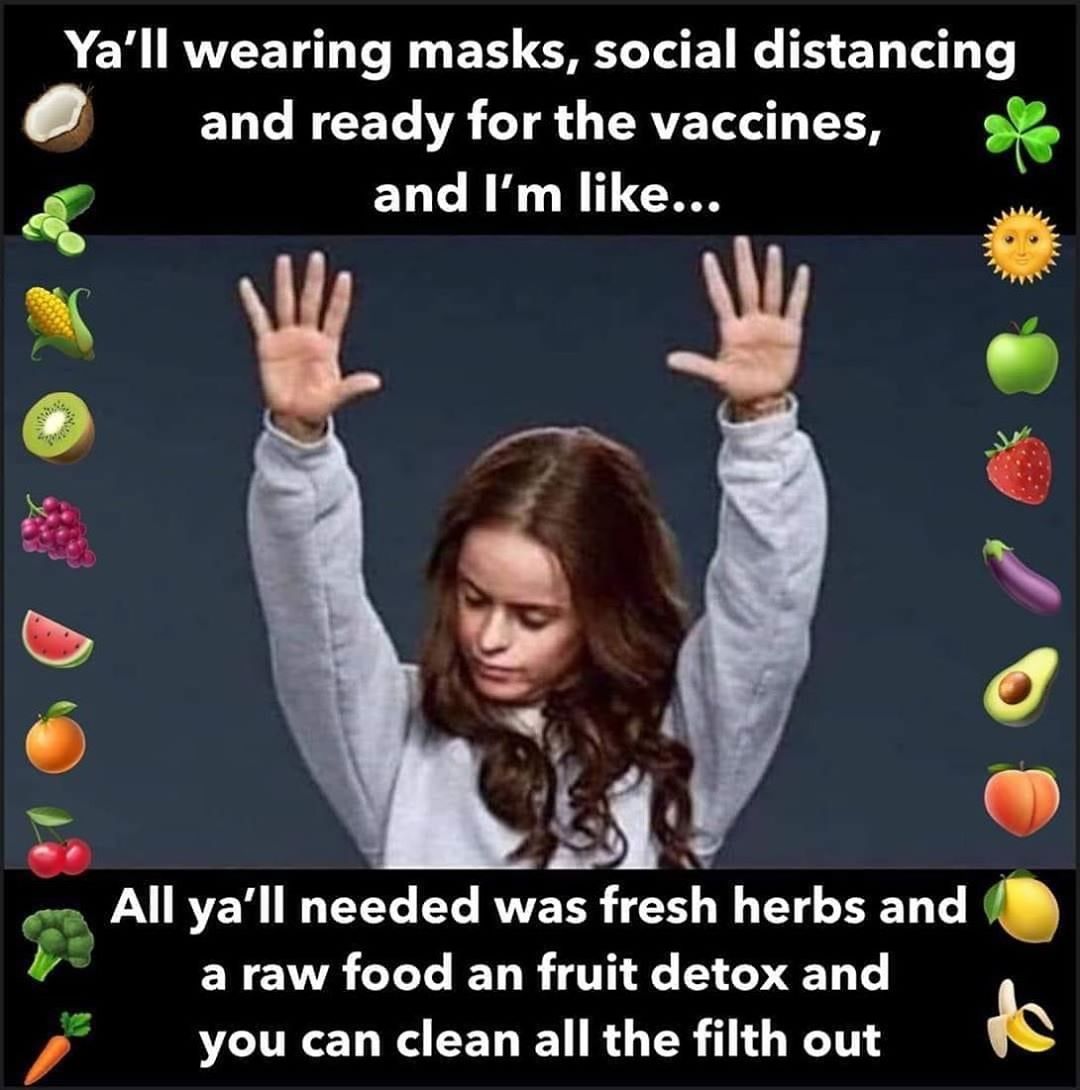 Ya’ll wearing masks, social distancing
and ready for the vaccines,
and I’m like...
All ya’ll needed was fresh herbs and
a raw food an fruit detox and
you can clean all the filth out